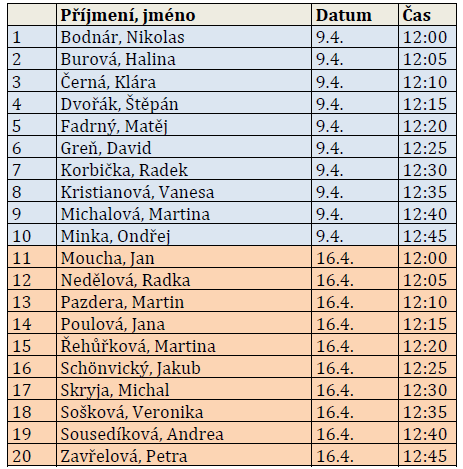 Příjmení, jméno Datum Čas
1 Bodnár, Nikolas 9.4. 12:00
2 Burová, Halina 9.4. 12:05
3 Černá, Klára 9.4. 12:10
4 Dvořák, Štěpán 9.4. 12:15
5 Fadrný, Matěj 9.4. 12:20
6 Greň, David 9.4. 12:25
7 Korbička, Radek 9.4. 12:30
8 Kristianová, Vanesa 9.4. 12:35
9 Michalová, Martina 9.4. 12:40
10 Minka, Ondřej 9.4. 12:45
11 Moucha, Jan 16.4. 12:00
12 Nedělová, Radka 16.4. 12:05
13 Pazdera, Martin 16.4. 12:10
14 Poulová, Jana 16.4. 12:15
15 Řehůřková, Martina 16.4. 12:20
16 Schönvický, Jakub 16.4. 12:25
17 Skryja, Michal 16.4. 12:30
18 Sošková, Veronika 16.4. 12:35
19 Sousedíková, Andrea 16.4. 12:40
20 Zavřelová, Petra 16.4. 12:45